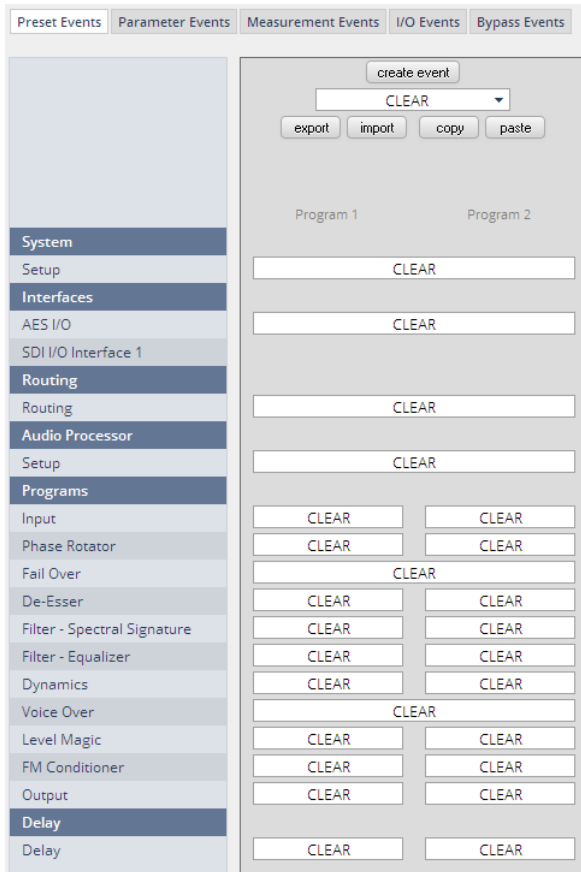 Preset Events Parameter Events Measurement Events I/O Events Bypass Events
create event
CLEAR
export import copy paste
Program 1 Program 2
System
Setup CLEAR
Interfaces
AES I/O CLEAR
SDI I/O Interface 1
Routing
Routing CLEAR
Audio Processor
Setup CLEAR
Programs
Input CLEAR CLEAR
Phase Rotator CLEAR CLEAR
Fail Over CLEAR
De-Esser CLEAR CLEAR
Filter - Spectral Signature CLEAR CLEAR
Filter - Equalizer CLEAR CLEAR
Dynamics CLEAR CLEAR
Voice Over CLEAR
Level Magic CLEAR CLEAR
FM Conditioner CLEAR CLEAR
Output CLEAR CLEAR
Delay
Delay CLEAR CLEAR